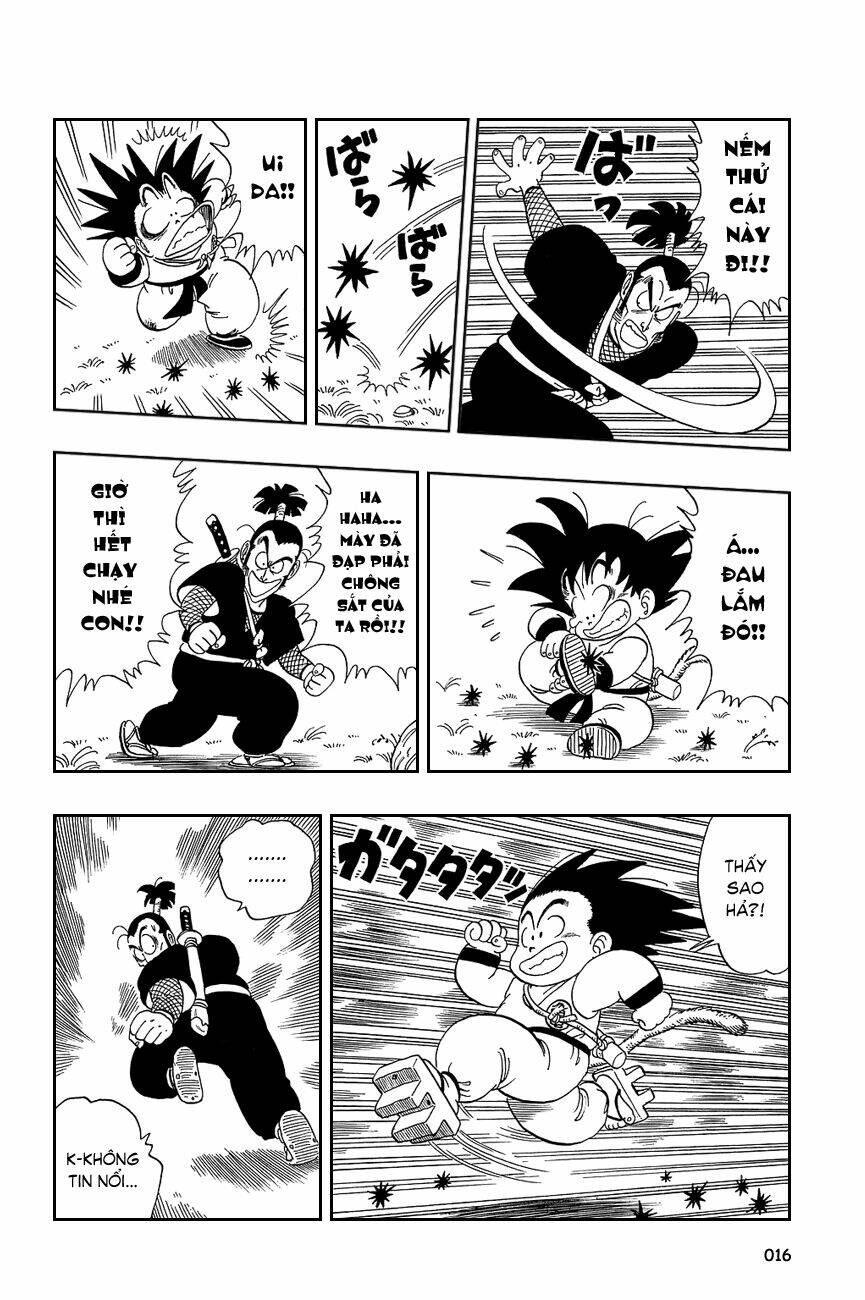 NẾM
THỬ
CÁI
NÀY
ĐI!!
ばっ
ばら
ばら
UI
DA!!
Á...
ĐAU
LẮM
ĐÓ!!
HA
HAHA...
MÀY ĐÃ
ĐẠP PHẢI
CHÔNG
SẮT CỦA
TA RỒI!!
GIỜ
THÌ
HẾT
CHẠY
NHÉ
CON!!
THẤY
SAO
HẢ?!
ガタタタッ
.......
.......
K-KHÔNG
TIN NỔI...
016